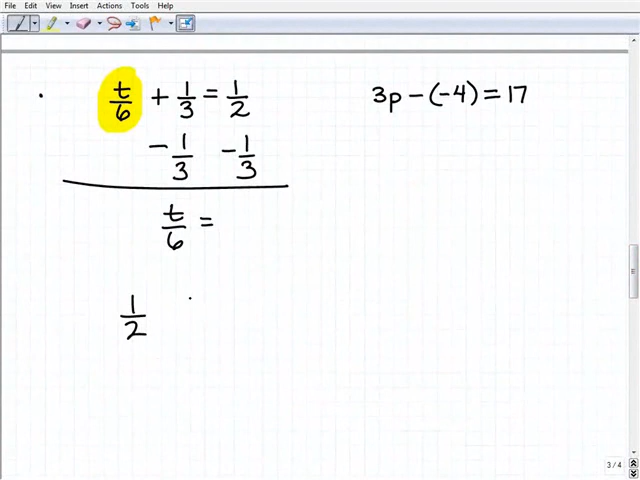 File Edit View Insert Actions Tools Help
t/6 + 1/3 = 1/2
- 1/3 - 1/3
t/6 =
1/2
3p - (-4) = 17
3 / 4